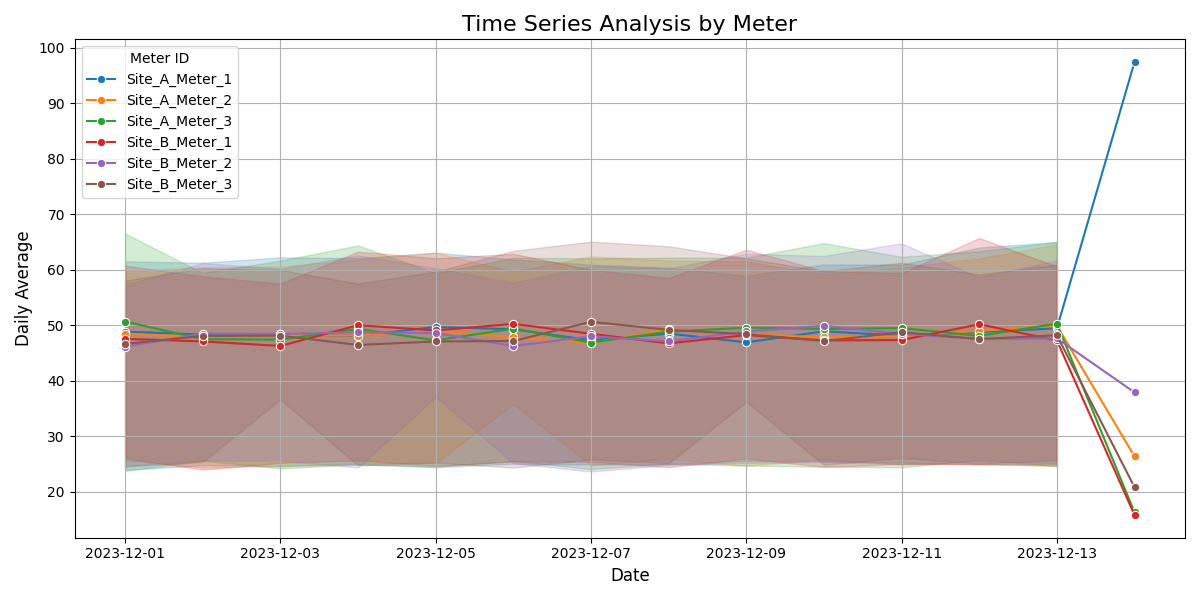 Time Series Analysis by Meter
Daily Average
100
90
80
70
60
50
40
30
20
Meter ID
Site_A_Meter_1
Site_A_Meter_2
Site_A_Meter_3
Site_B_Meter_1
Site_B_Meter_2
Site_B_Meter_3
2023-12-01 2023-12-03 2023-12-05 2023-12-07 2023-12-09 2023-12-11 2023-12-13
Date